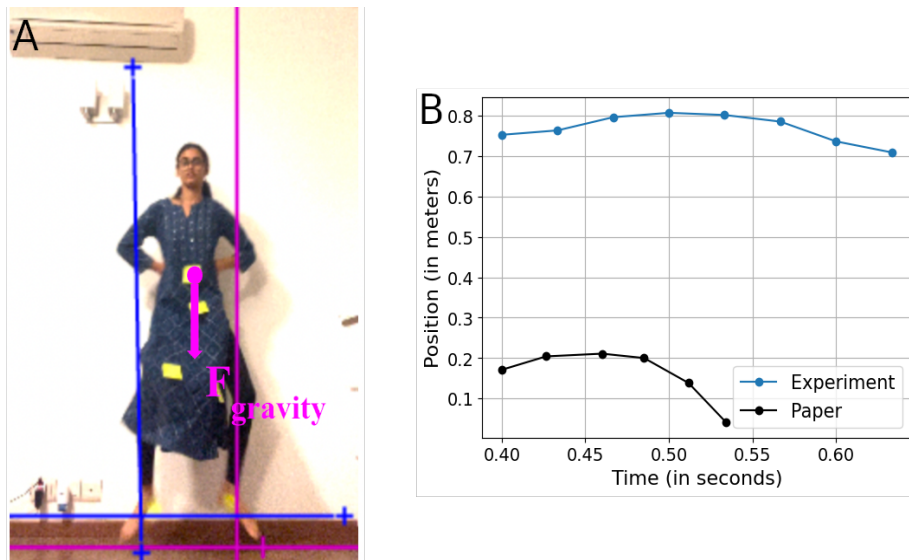 A
F
gravity
B
Position (in meters)
0.8
0.7
0.6
0.5
0.4
0.3
0.2
0.1
Experiment
Paper
0.40 0.45 0.50 0.55 0.60
Time (in seconds)